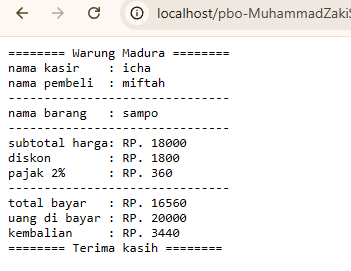 localhost/pbo-MuhammadZaki
======== Warung Madura ========
nama kasir    : icha
nama pembeli  : miftah
-------------------------------
nama barang   : sampo
-------------------------------
subtotal harga: RP. 18000
diskon        : RP. 1800
pajak 2%      : RP. 360
-------------------------------
total bayar   : RP. 16560
uang di bayar : RP. 20000
kembalian     : RP. 3440
======== Terima kasih ========